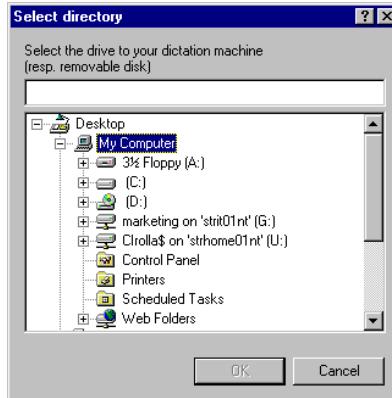 Select directory
Select the drive to your dictation machine
(resp. removable disk)
Desktop
My Computer
3½ Floppy (A:)
(C:)
(D:)
marketing on 'strit01nt' (G:)
Clrolla$ on 'strhome01nt' (U:)
Control Panel
Printers
Scheduled Tasks
Web Folders
OK Cancel